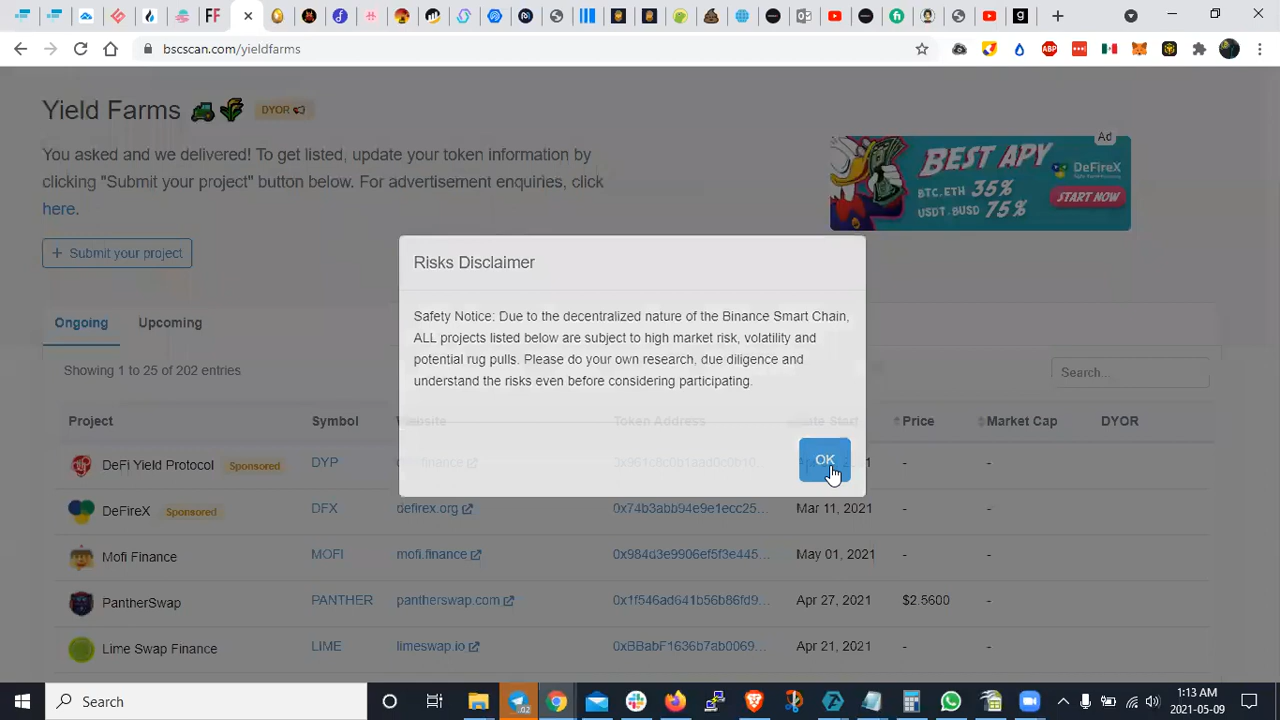 FF
bscscan.com/yieldfarms
ABP
Yield Farms
DYOR
You asked and we delivered! To get listed, update your token information by
clicking "Submit your project" button below. For advertisement enquiries, click
here.
+ Submit your project
Ad
BEST APY
BTC.ETH 35%
USDT.BUSD 75%
DeFireX
START NOW
Risks Disclaimer
Safety Notice: Due to the decentralized nature of the Binance Smart Chain,
ALL projects listed below are subject to high market risk, volatility and
potential rug pulls. Please do your own research, due diligence and
understand the risks even before considering participating.
OK
Ongoing
Upcoming
Showing 1 to 25 of 202 entries
Search...
Project Symbol Website Token Address Date Start Price Market Cap DYOR
DeFi Yield Protocol Sponsored DYP - -
DeFireX Sponsored DFX defirex.org 0x74b3abb94e9e1ecc25... Mar 11, 2021 - -
Mofi Finance MOFI mofi.finance 0x984d3e9906ef5f3e445... May 01, 2021 - -
PantherSwap PANTHER pantherswap.com 0x1f546ad641b56b86fd9... Apr 27, 2021 $2.5600 -
Lime Swap Finance LIME limeswap.io 0xBBabF1636b7ab0069... Apr 21, 2021 - -
Search
1:13 AM
2021-05-09